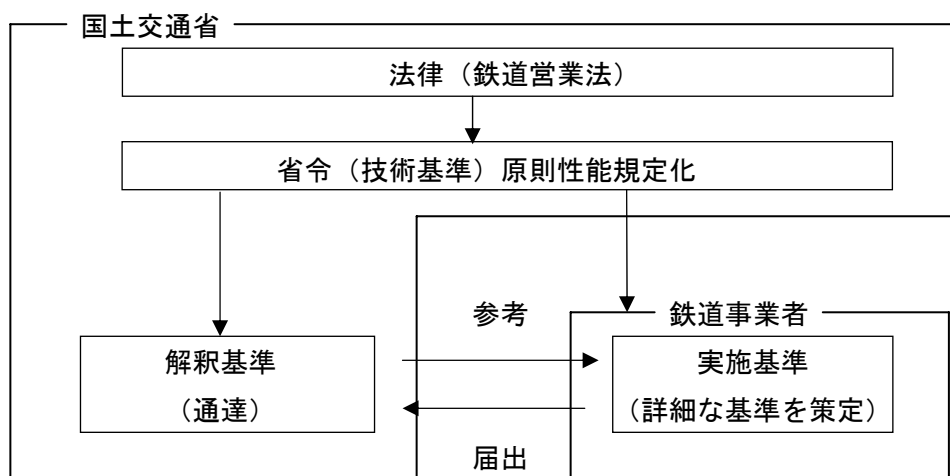 国土交通省
法律（鉄道営業法）
省令（技術基準）原則性能規定化
参考
鉄道事業者
解釈基準
（通達）
実施基準
（詳細な基準を策定）
届出